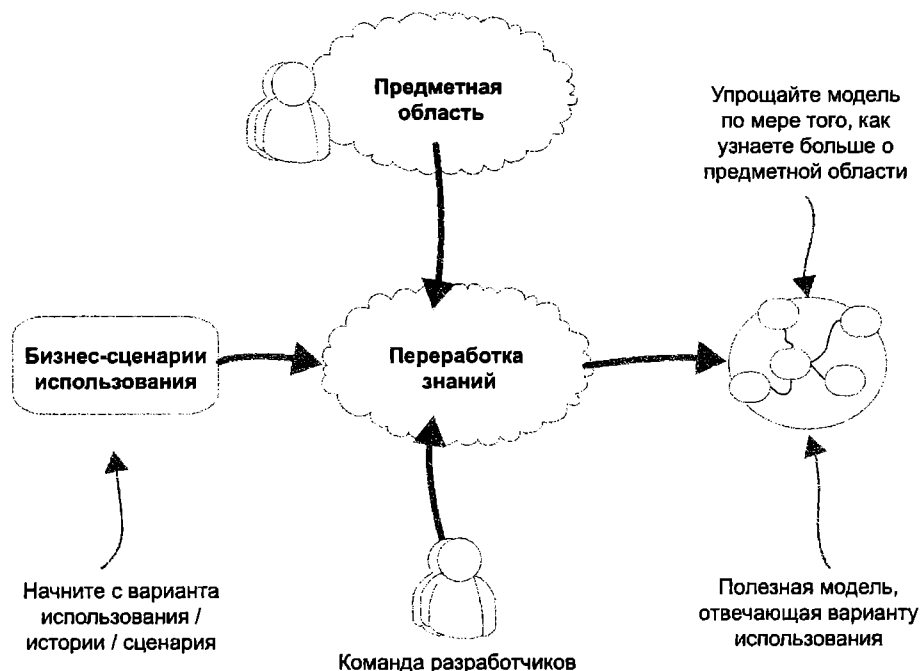 Предметная
область
Упрощайте модель
по мере того, как
узнаете больше о
предметной области
Бизнес-сценарии
использования
Переработка
знаний
Начните с варианта
использования /
истории / сценария
Команда разработчиков
Полезная модель,
отвечающая варианту
использования